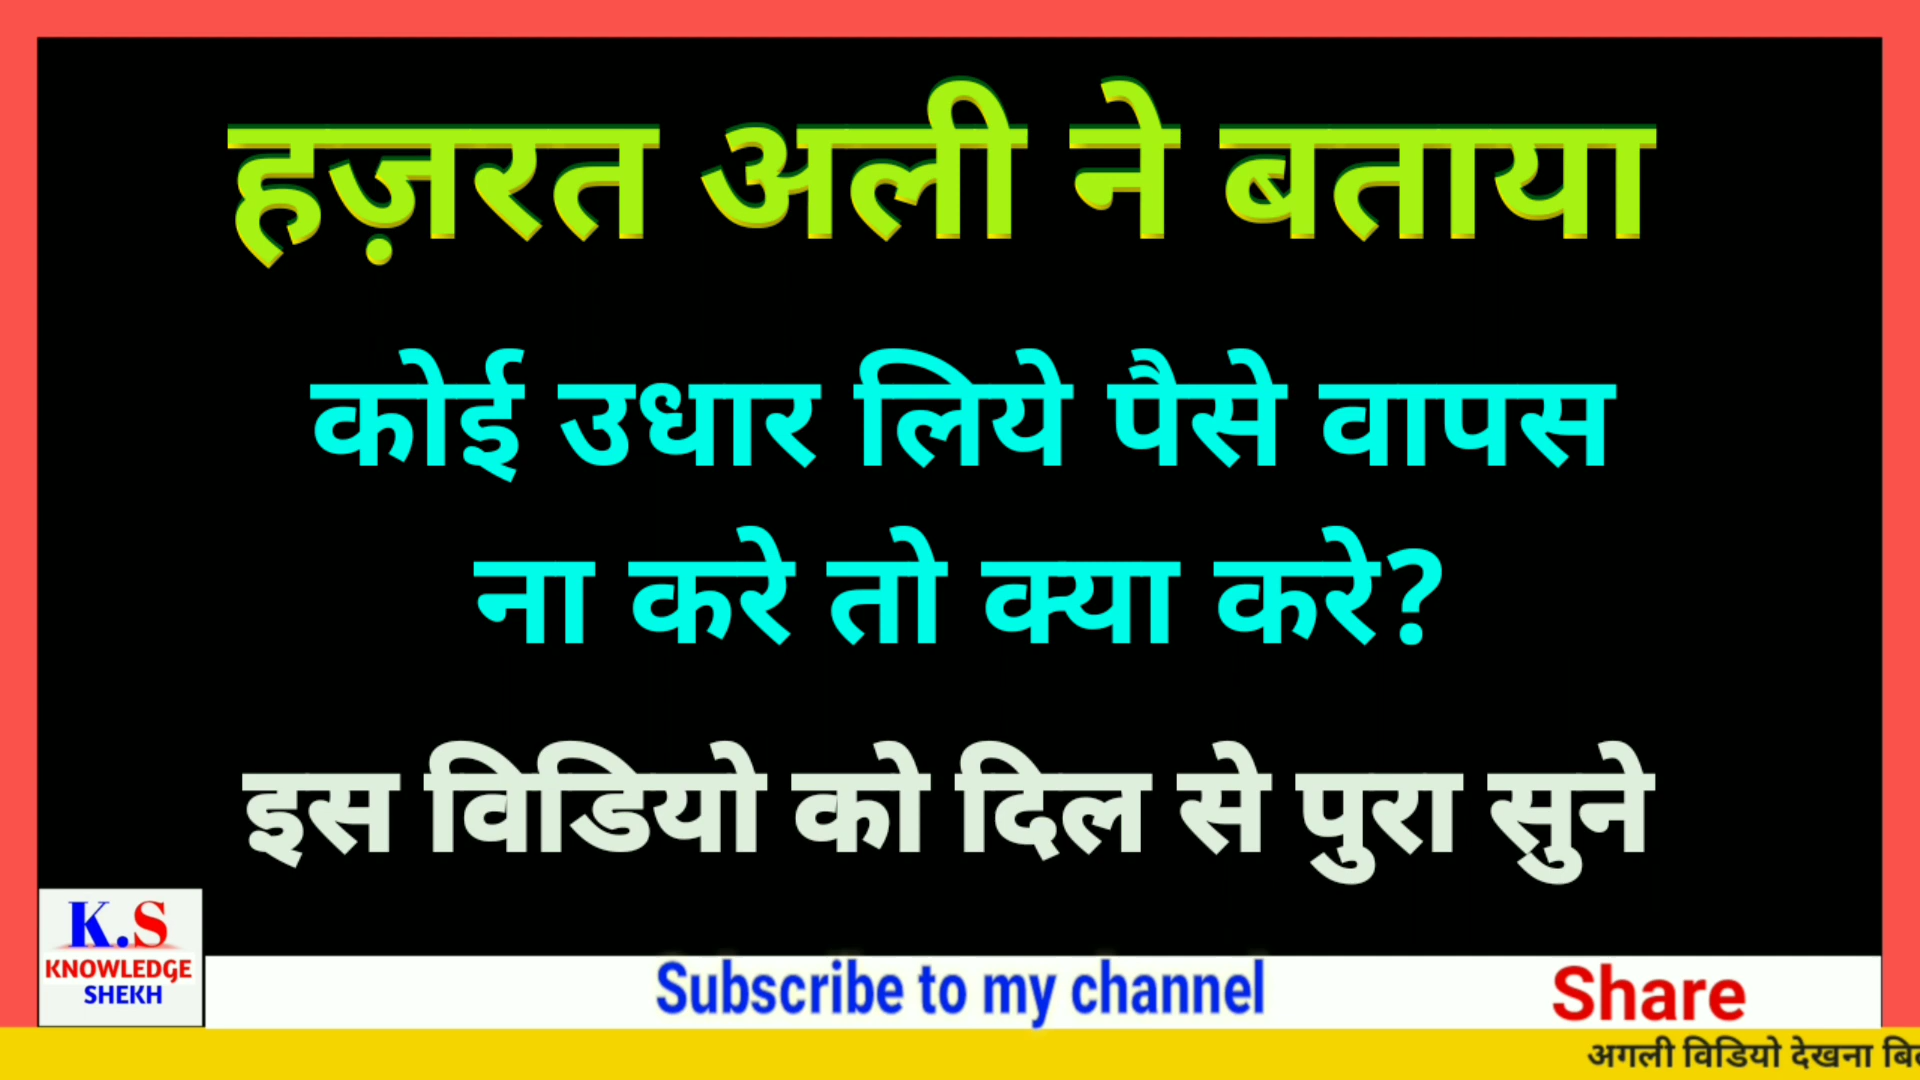 हज़रत अली ने बताया
कोई उधार लिये पैसे वापस
ना करे तो क्या करे?
इस विडियो को दिल से पुरा सुने
K.S
KNOWLEDGE
SHEKH
Subscribe to my channel
Share
अगली विडियो देखना